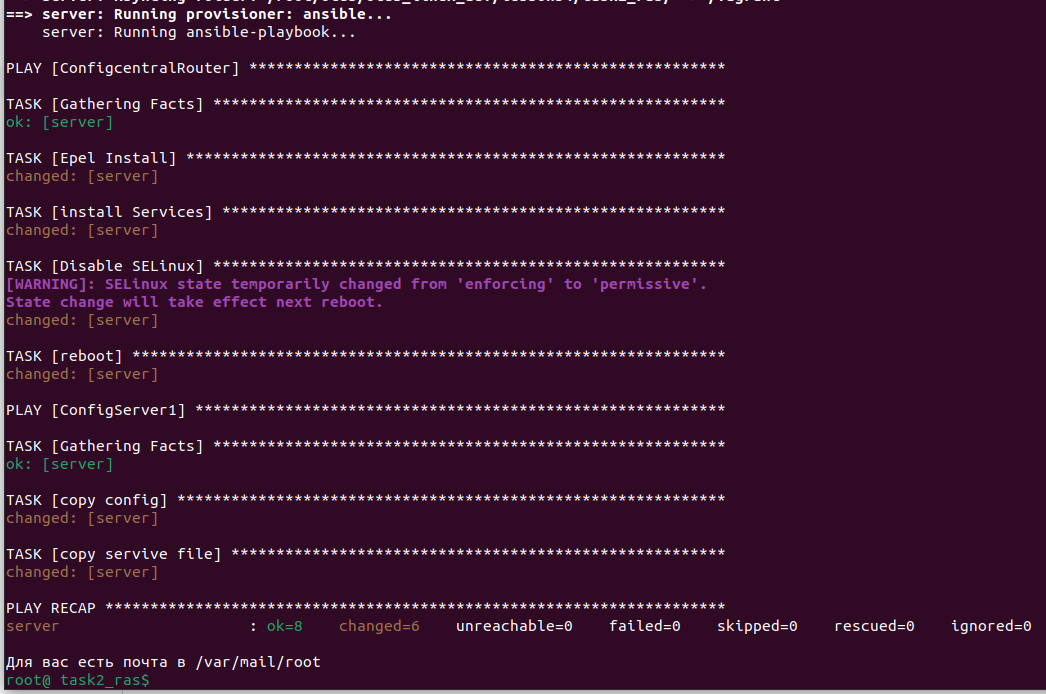 ==> server: Running provisioner: ansible...
    server: Running ansible-playbook...
PLAY [ConfigcentralRouter] *****************************************************
TASK [Gathering Facts] *********************************************************
ok: [server]
TASK [Epel Install] ************************************************************
changed: [server]
TASK [install Services] ********************************************************
changed: [server]
TASK [Disable SELinux] *********************************************************
[WARNING]: SELinux state temporarily changed from 'enforcing' to 'permissive'.
State change will take effect next reboot.
changed: [server]
TASK [reboot] ******************************************************************
changed: [server]
PLAY [ConfigServer1] ***********************************************************
TASK [Gathering Facts] *********************************************************
ok: [server]
TASK [copy config] *************************************************************
changed: [server]
TASK [copy servive file] *******************************************************
changed: [server]
PLAY RECAP *********************************************************************
server                     : ok=8    changed=6    unreachable=0    failed=0    skipped=0    rescued=0    ignored=0
Для вас есть почта в /var/mail/root
root@ task2_ras$